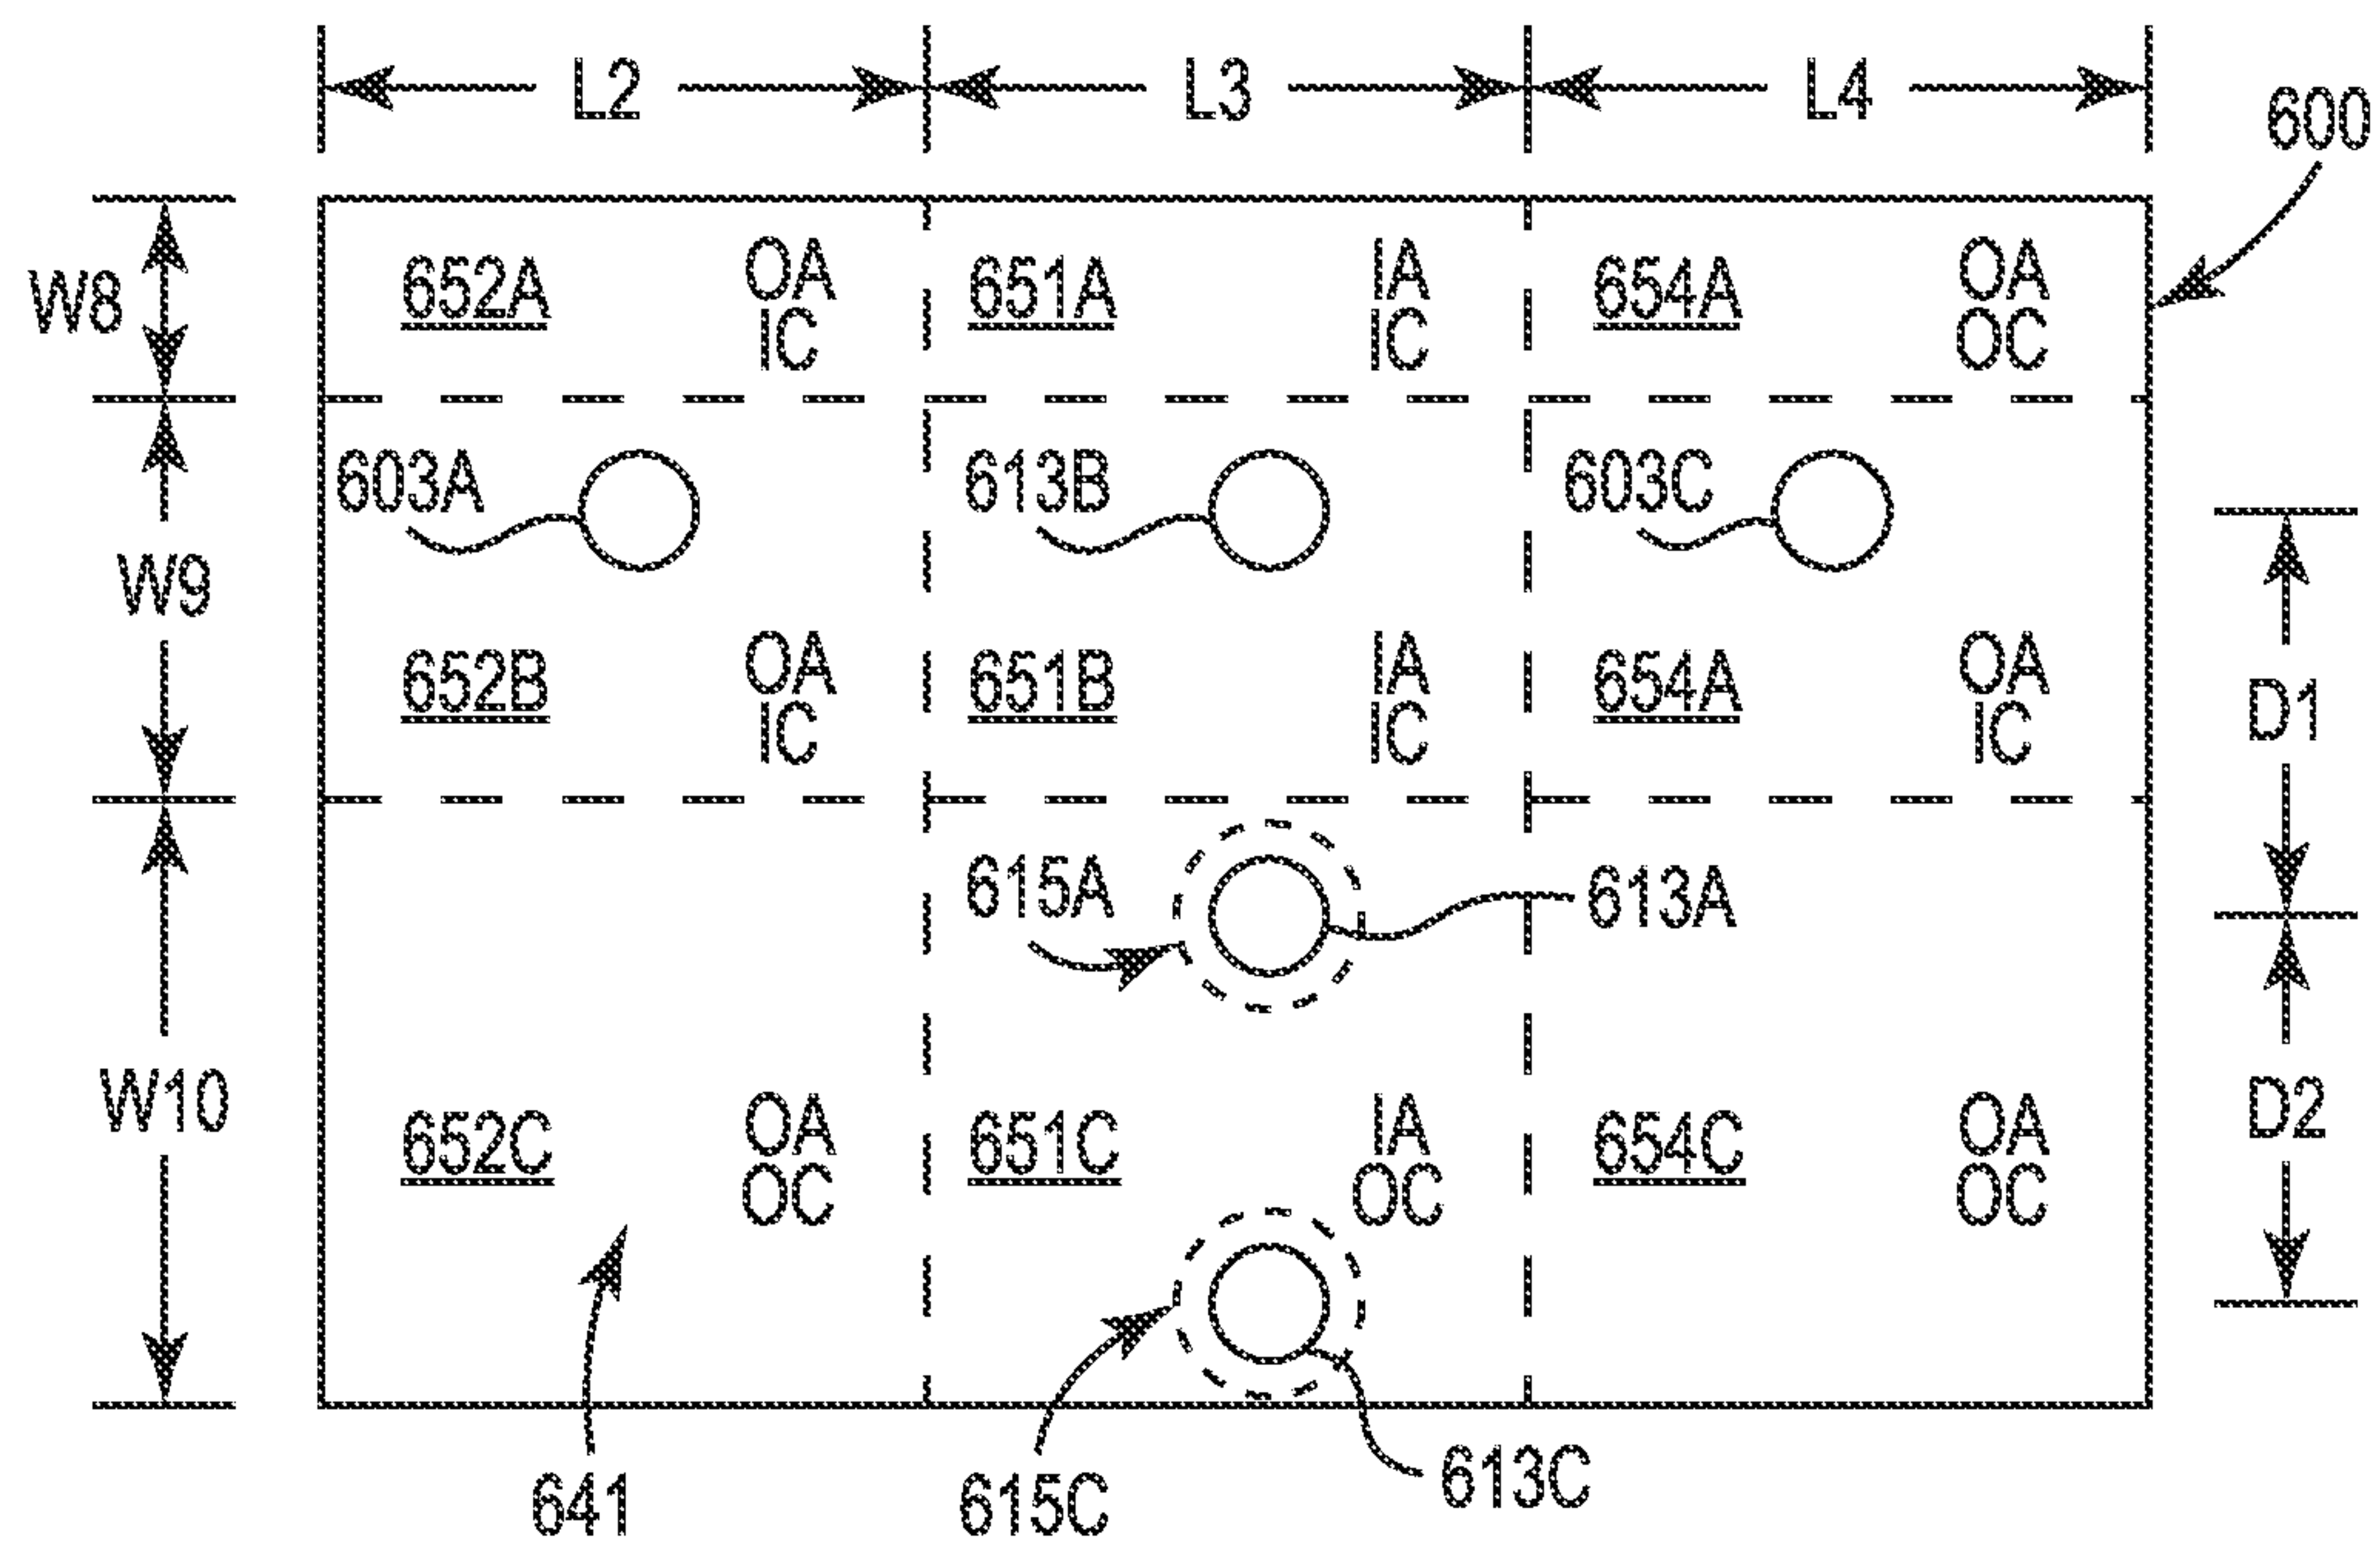 L2 L3 L4
600
W8 652A OA 651A IA 654A OA
IC IC OC
603A 613B 603C
W9
652B OA 651B IA 654A OA D1
IC IC IC
615A 613A
W10 652C OA 651C IA 654C OA D2
OC OC OC
641 615C 613C